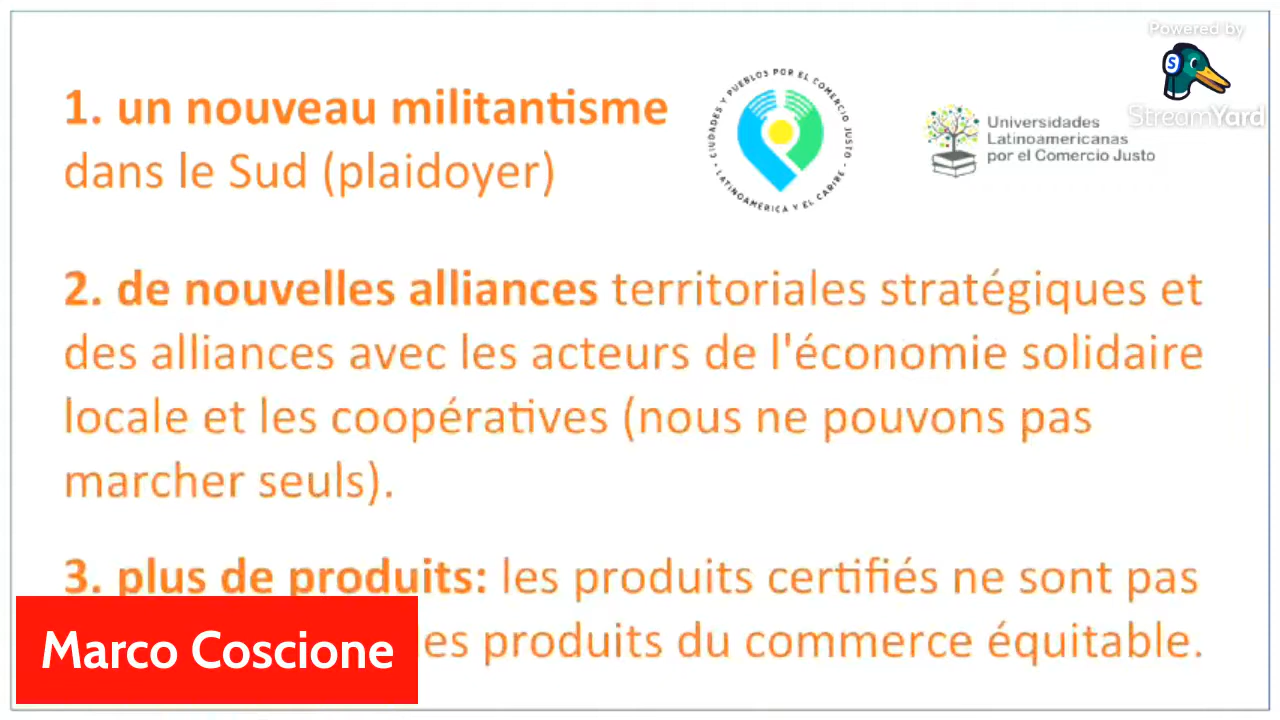 Powered by
StreamYard
1. un nouveau militantisme
dans le Sud (plaidoyer)
CIUDADES Y PUEBLOS POR EL COMERCIO JUSTO
LATINOAMÉRICA Y EL CARIBE
Universidades
Latinoamericanas
por el Comercio Justo
2. de nouvelles alliances territoriales stratégiques et
des alliances avec les acteurs de l'économie solidaire
locale et les coopératives (nous ne pouvons pas
marcher seuls).
3. plus de produits: les produits certifiés ne sont pas
es produits du commerce équitable.
Marco Coscione